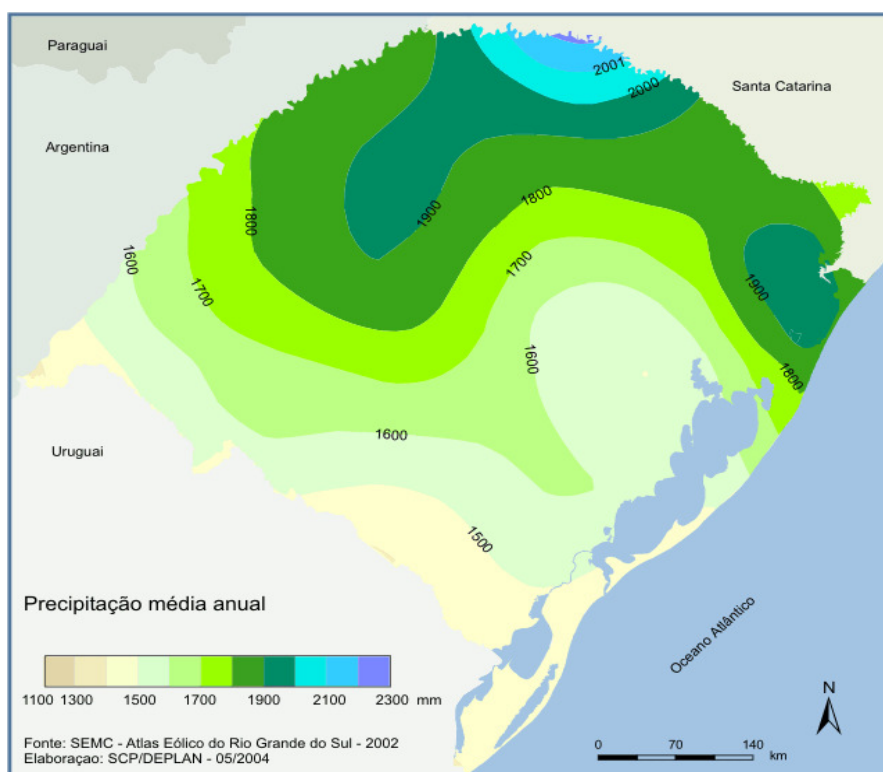 Paraguai
2001
2000
Santa Catarina
Argentina
1800
1900
1800
1600
1700
1700
1900
1600
1800
1600
Uruguai
1500
Precipitação média anual
1100 1300 1500 1700 1900 2100 2300 mm
Oceano Atlântico
N
0 70 140 km
Fonte: SEMC - Atlas Eólico do Rio Grande do Sul - 2002
Elaboraçao: SCP/DEPLAN - 05/2004